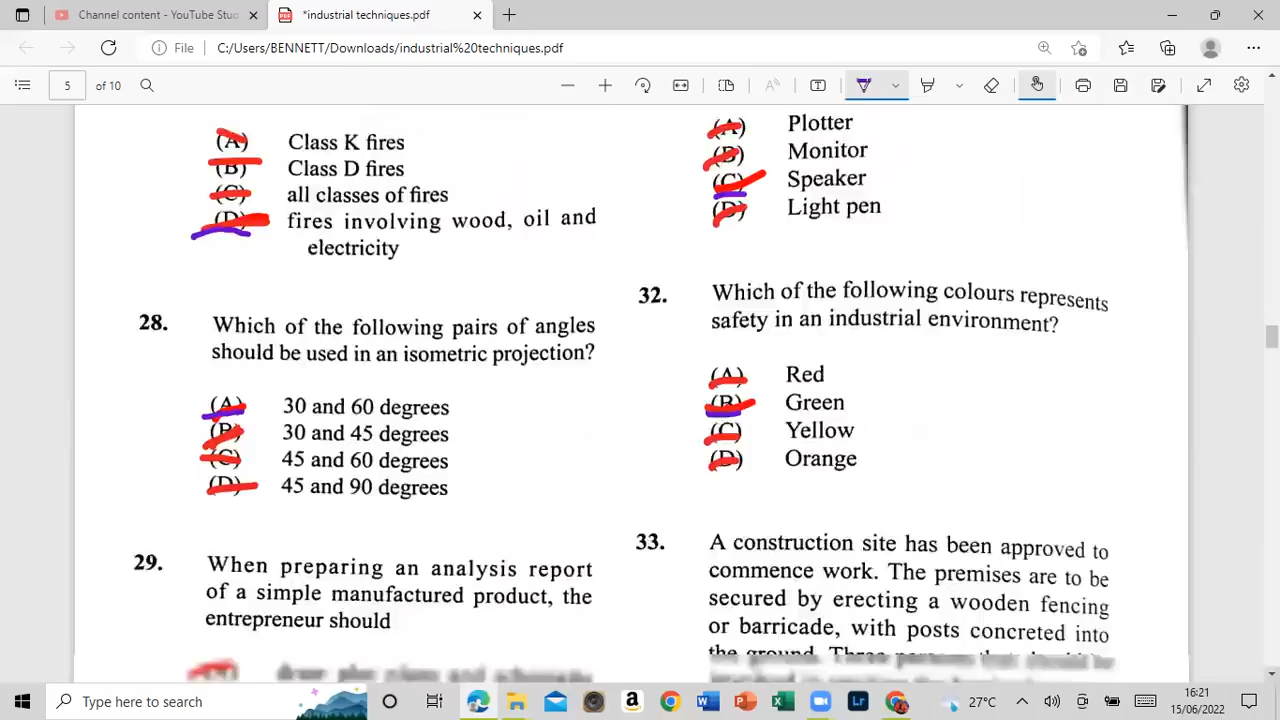 Channel content - YouTube Stu
*industrial techniques.pdf
File
C:/Users/BENNETT/Downloads/industrial%20techniques.pdf
5
of 10
(A) Class K fires
(B) Class D fires
(C) all classes of fires
(D) fires involving wood, oil and
electricity
28. Which of the following pairs of angles
should be used in an isometric projection?
(A) 30 and 60 degrees
(B) 30 and 45 degrees
(C) 45 and 60 degrees
(D) 45 and 90 degrees
29. When preparing an analysis report
of a simple manufactured product, the
entrepreneur should
(A) Plotter
(B) Monitor
(C) Speaker
(D) Light pen
32. Which of the following colours represents
safety in an industrial environment?
(A) Red
(B) Green
(C) Yellow
(D) Orange
33. A construction site has been approved to
commence work. The premises are to be
secured by erecting a wooden fencing
or barricade, with posts concreted into
the ground. Three
Type here to search
27°C
16:21
15/06/2022